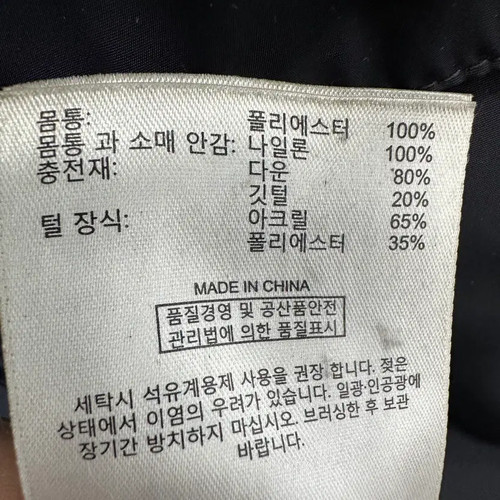 몸통: 폴리에스터 100%
몸통 과 소매 안감: 나일론 100%
충전재: 다운 80%
깃털 20%
털 장식: 아크릴 65%
폴리에스터 35%
MADE IN CHINA
품질경영 및 공산품안전
관리법에 의한 품질표시
세탁시 석유계용제 사용을 권장 합니다. 젖은
상태에서 이염의 우려가 있습니다. 일광·인공광에
장기간 방치하지 마십시오. 브러싱한 후 보관
바랍니다.